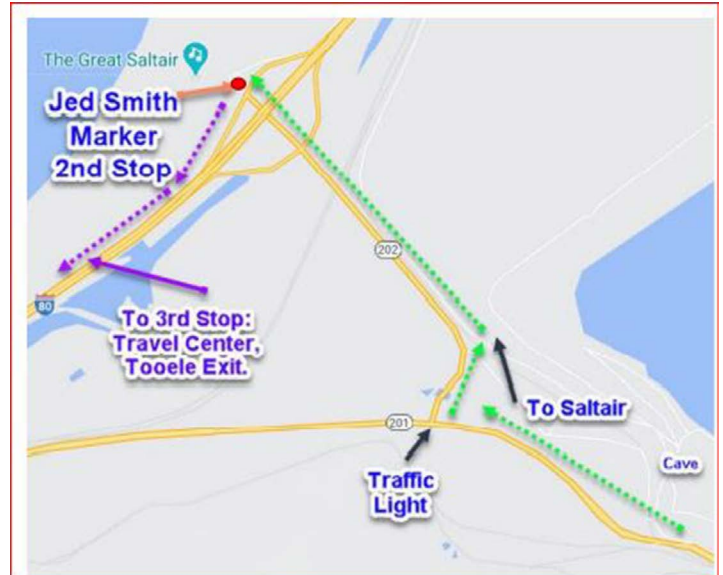 The Great Saltair
Jed Smith
Marker
2nd Stop
202
80
To 3rd Stop:
Travel Center,
Tooele Exit.
To Saltair
201
Cave
Traffic
Light